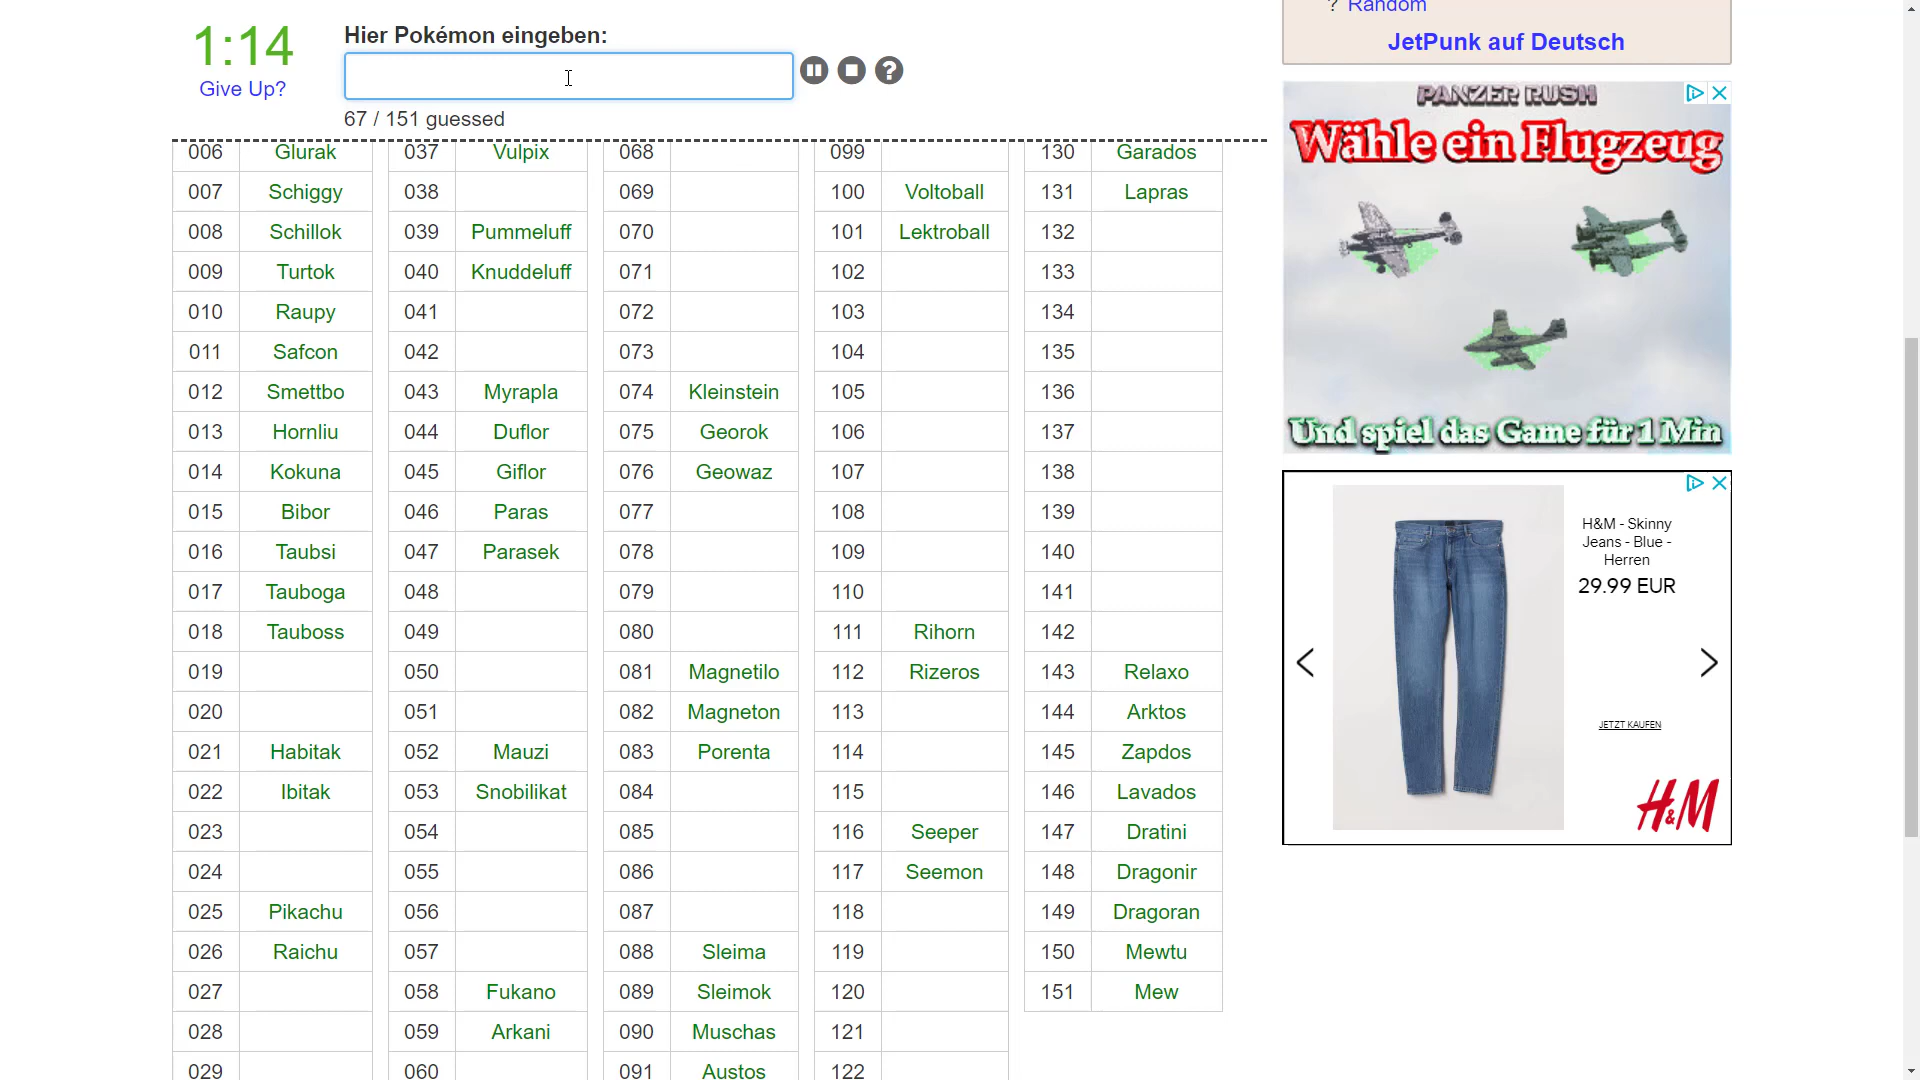 1:14
Give Up?
Hier Pokémon eingeben:
67 / 151 guessed
006 Glurak 037 Vulpix 068 099 130 Garados
007 Schiggy 038 069 100 Voltoball 131 Lapras
008 Schillok 039 Pummeluff 070 101 Lektroball 132
009 Turtok 040 Knuddeluff 071 102 133
010 Raupy 041 072 103 134
011 Safcon 042 073 104 135
012 Smettbo 043 Myrapla 074 Kleinstein 105 136
013 Hornliu 044 Duflor 075 Georok 106 137
014 Kokuna 045 Giflor 076 Geowaz 107 138
015 Bibor 046 Paras 077 108 139
016 Taubsi 047 Parasek 078 109 140
017 Tauboga 048 079 110 141
018 Tauboss 049 080 111 Rihorn 142
019 050 081 Magnetilo 112 Rizeros 143 Relaxo
020 051 082 Magneton 113 144 Arktos
021 Habitak 052 Mauzi 083 Porenta 114 145 Zapdos
022 Ibitak 053 Snobilikat 084 115 146 Lavados
023 054 085 116 Seeper 147 Dratini
024 055 086 117 Seemon 148 Dragonir
025 Pikachu 056 087 118 149 Dragoran
026 Raichu 057 088 Sleima 119 150 Mewtu
027 058 Fukano 089 Sleimok 120 151 Mew
028 059 Arkani 090 Muschas 121
029 060 091 Austos 122
? Random
JetPunk auf Deutsch
PANZER RUSH
Wähle ein Flugzeug
Und spiel das Game für 1 Min
H&M - Skinny
Jeans - Blue -
Herren
29.99 EUR
JETZT KAUFEN
H&M